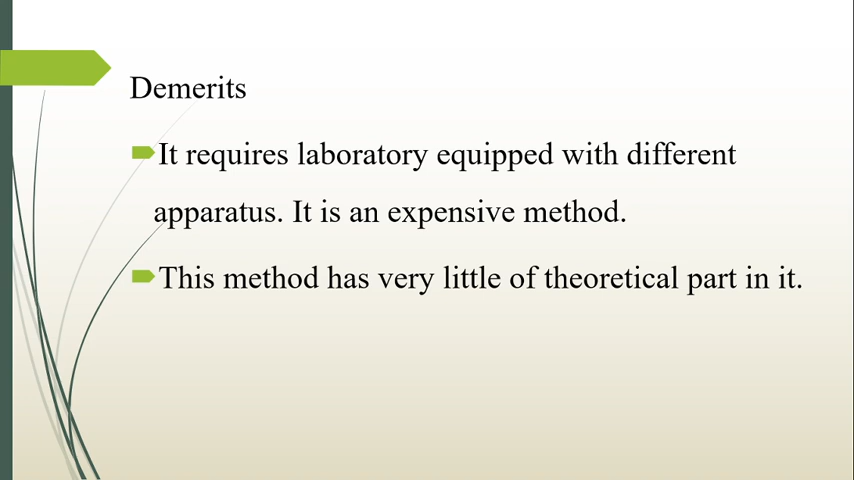 Demerits
It requires laboratory equipped with different
apparatus. It is an expensive method.
This method has very little of theoretical part in it.